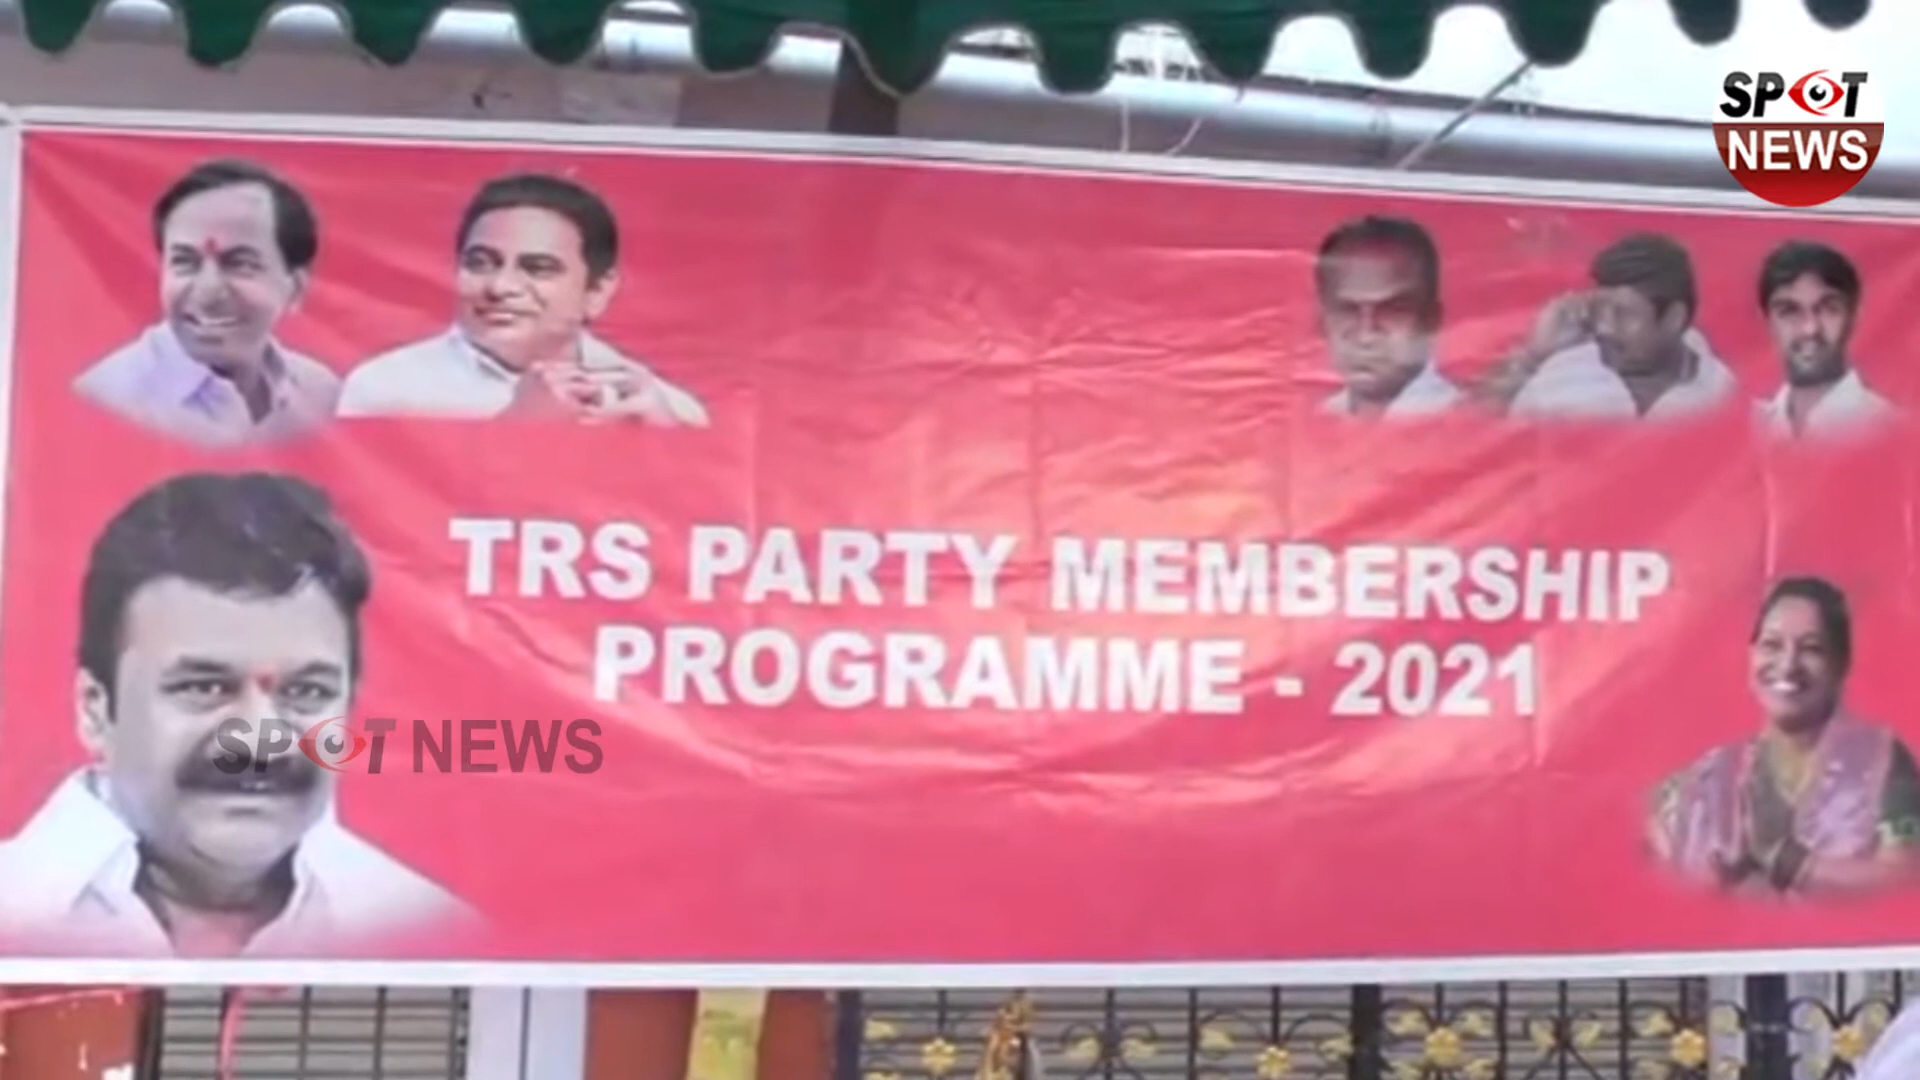 SPOT
NEWS
TRS PARTY MEMBERSHIP
PROGRAMME - 2021
SPOT NEWS